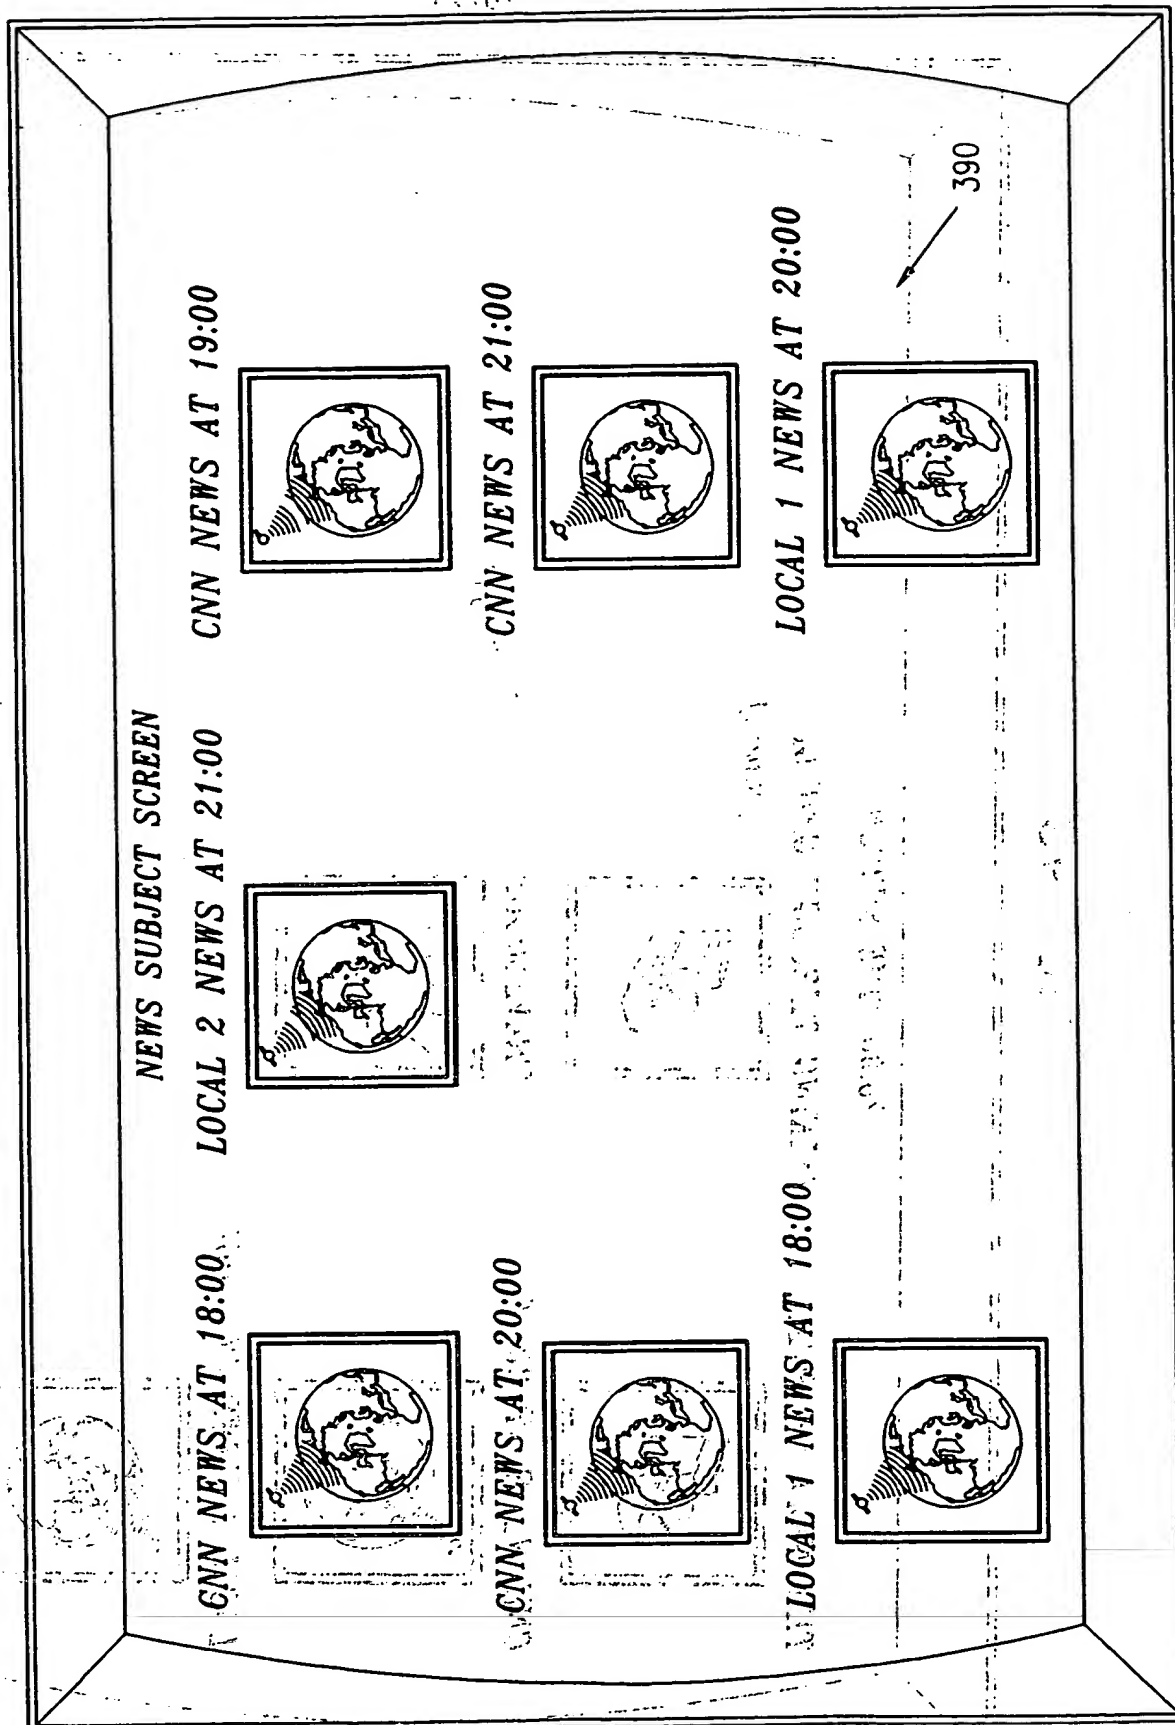 NEWS SUBJECT SCREEN
CNN NEWS AT 18:00
LOCAL 2 NEWS AT 21:00
CNN NEWS AT 19:00
CNN NEWS AT 20:00
CNN NEWS AT 21:00
LOCAL 1 NEWS AT 18:00
LOCAL 1 NEWS AT 20:00
390